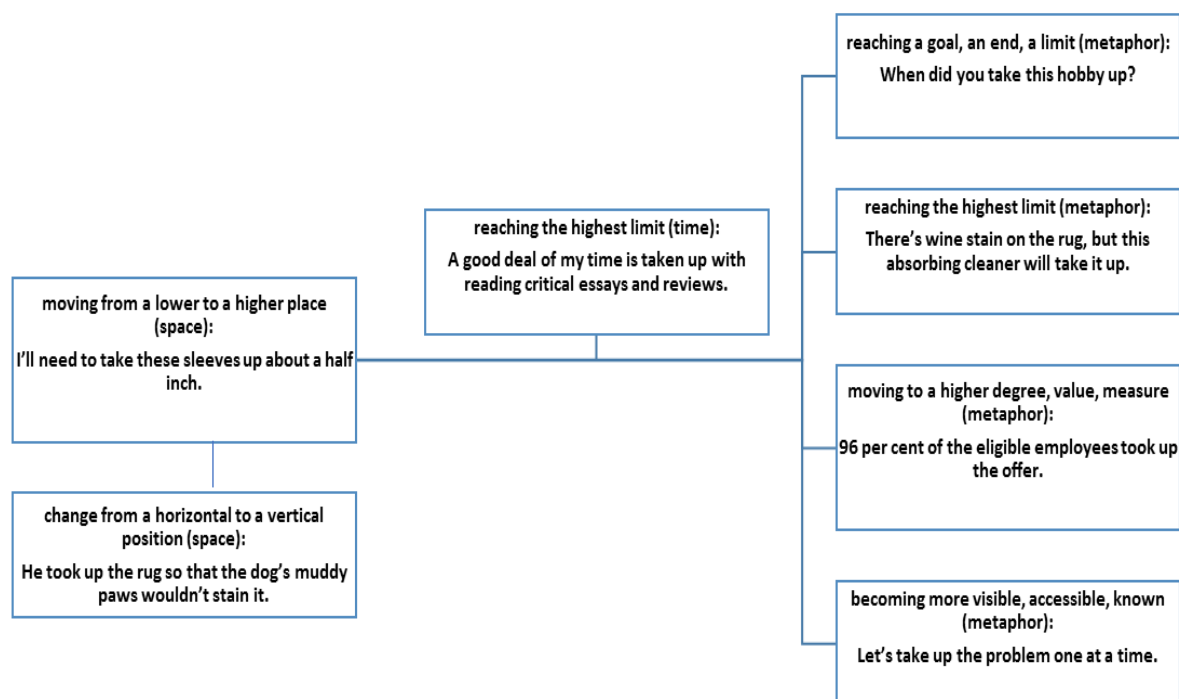 moving from a lower to a higher place
(space):
I'll need to take these sleeves up about a half
inch.
change from a horizontal to a vertical
position (space):
He took up the rug so that the dog's muddy
paws wouldn't stain it.
reaching the highest limit (time):
A good deal of my time is taken up with
reading critical essays and reviews.
reaching a goal, an end, a limit (metaphor):
When did you take this hobby up?
reaching the highest limit (metaphor):
There's wine stain on the rug, but this
absorbing cleaner will take it up.
moving to a higher degree, value, measure
(metaphor):
96 per cent of the eligible employees took up
the offer.
becoming more visible, accessible, known
(metaphor):
Let's take up the problem one at a time.